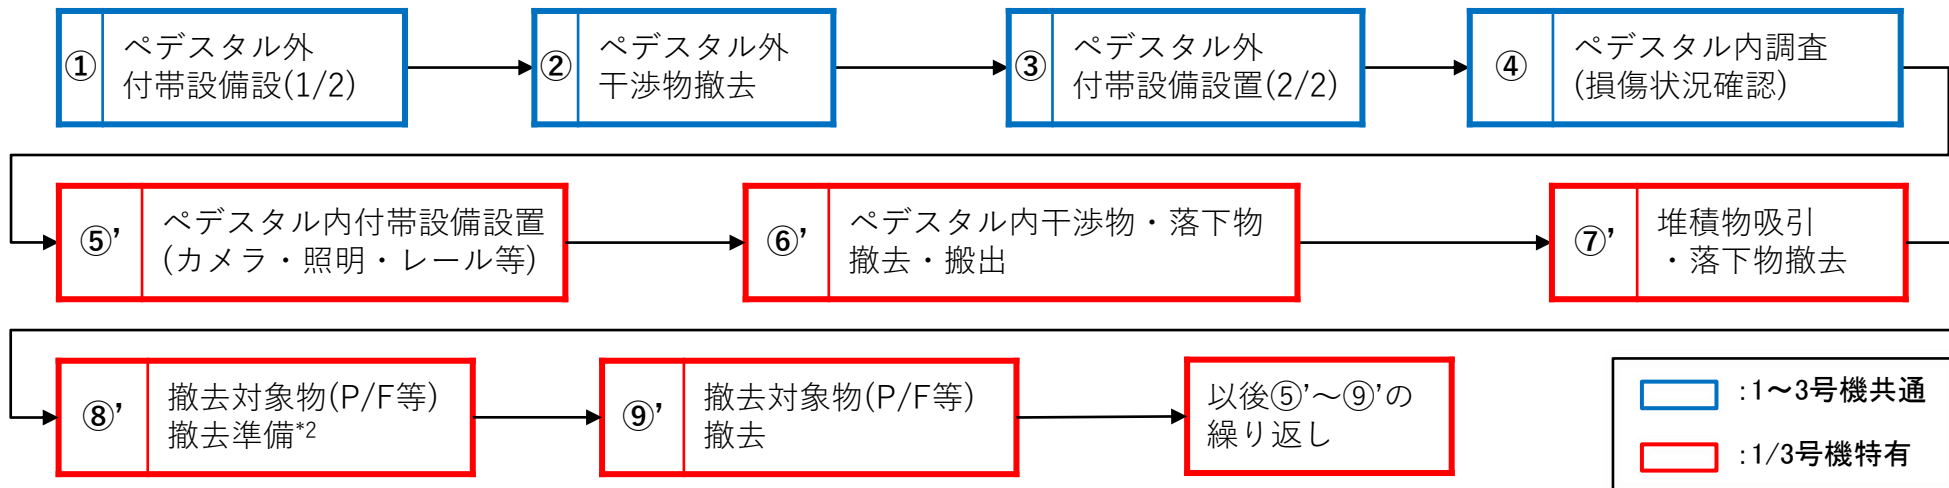 ①
ペデスタル外
付帯設備設(1/2)
②
ペデスタル外
干渉物撤去
③
ペデスタル外
付帯設備設置(2/2)
④
ペデスタル内調査
(損傷状況確認)
⑤’
ペデスタル内付帯設備設置
(カメラ・照明・レール等)
⑥’
ペデスタル内干渉物・落下物
撤去・搬出
⑦’
堆積物吸引
・落下物撤去
⑧’
撤去対象物(P/F等)
撤去準備*2
⑨’
撤去対象物(P/F等)
撤去
以後⑤’～⑨’の
繰り返し
:1～3号機共通
:1/3号機特有